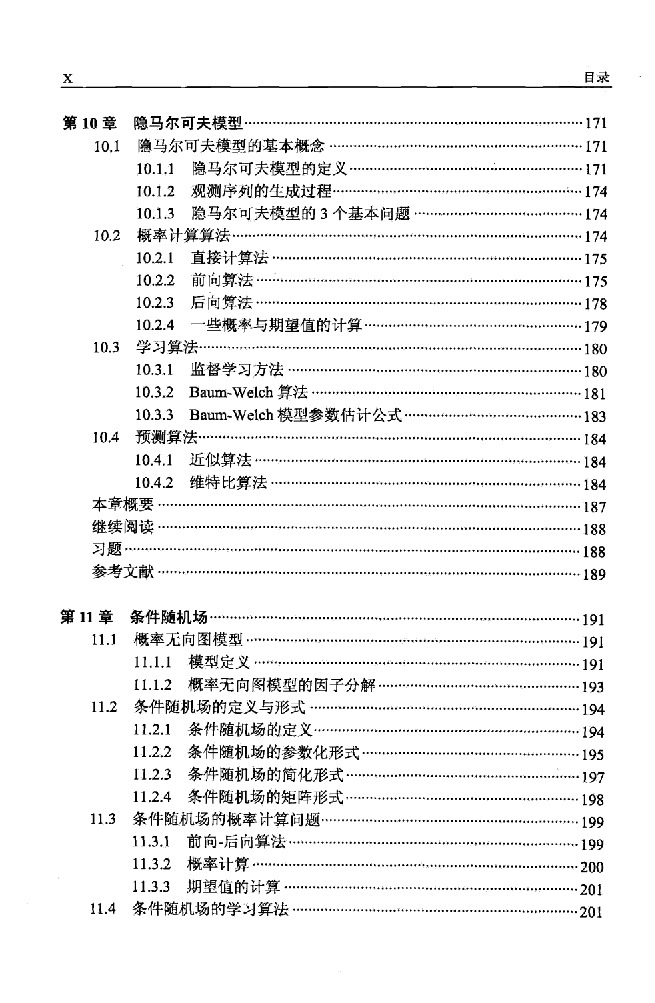 X 目录
第 10 章 隐马尔可夫模型……171
10.1 隐马尔可夫模型的基本概念……171
10.1.1 隐马尔可夫模型的定义……171
10.1.2 观测序列的生成过程……174
10.1.3 隐马尔可夫模型的 3 个基本问题……174
10.2 概率计算算法……174
10.2.1 直接计算法……175
10.2.2 前向算法……175
10.2.3 后向算法……178
10.2.4 一些概率与期望值的计算……179
10.3 学习算法……180
10.3.1 监督学习方法……180
10.3.2 Baum-Welch 算法……181
10.3.3 Baum-Welch 模型参数估计公式……183
10.4 预测算法……184
10.4.1 近似算法……184
10.4.2 维特比算法……184
本章概要……187
继续阅读……188
习题……188
参考文献……189
第 11 章 条件随机场……191
11.1 概率无向图模型……191
11.1.1 模型定义……191
11.1.2 概率无向图模型的因子分解……193
11.2 条件随机场的定义与形式……194
11.2.1 条件随机场的定义……194
11.2.2 条件随机场的参数化形式……195
11.2.3 条件随机场的简化形式……197
11.2.4 条件随机场的矩阵形式……198
11.3 条件随机场的概率计算问题……199
11.3.1 前向-后向算法……199
11.3.2 概率计算……200
11.3.3 期望值的计算……201
11.4 条件随机场的学习算法……201